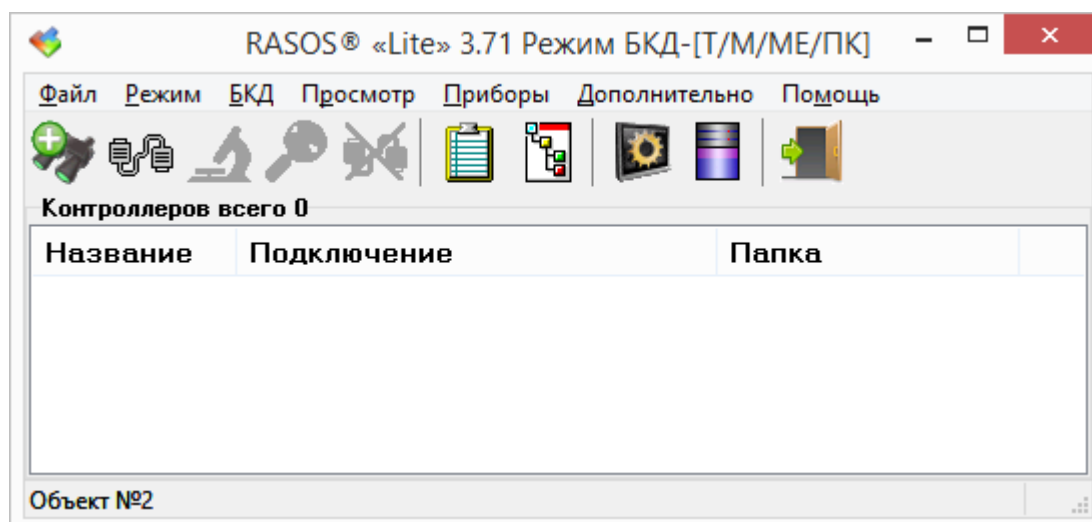 RASOS® «Lite» 3.71 Режим БКД-[Т/М/МЕ/ПК]
Файл Режим БКД Просмотр Приборы Дополнительно Помощь
Контроллеров всего 0
Название Подключение Папка
Объект №2